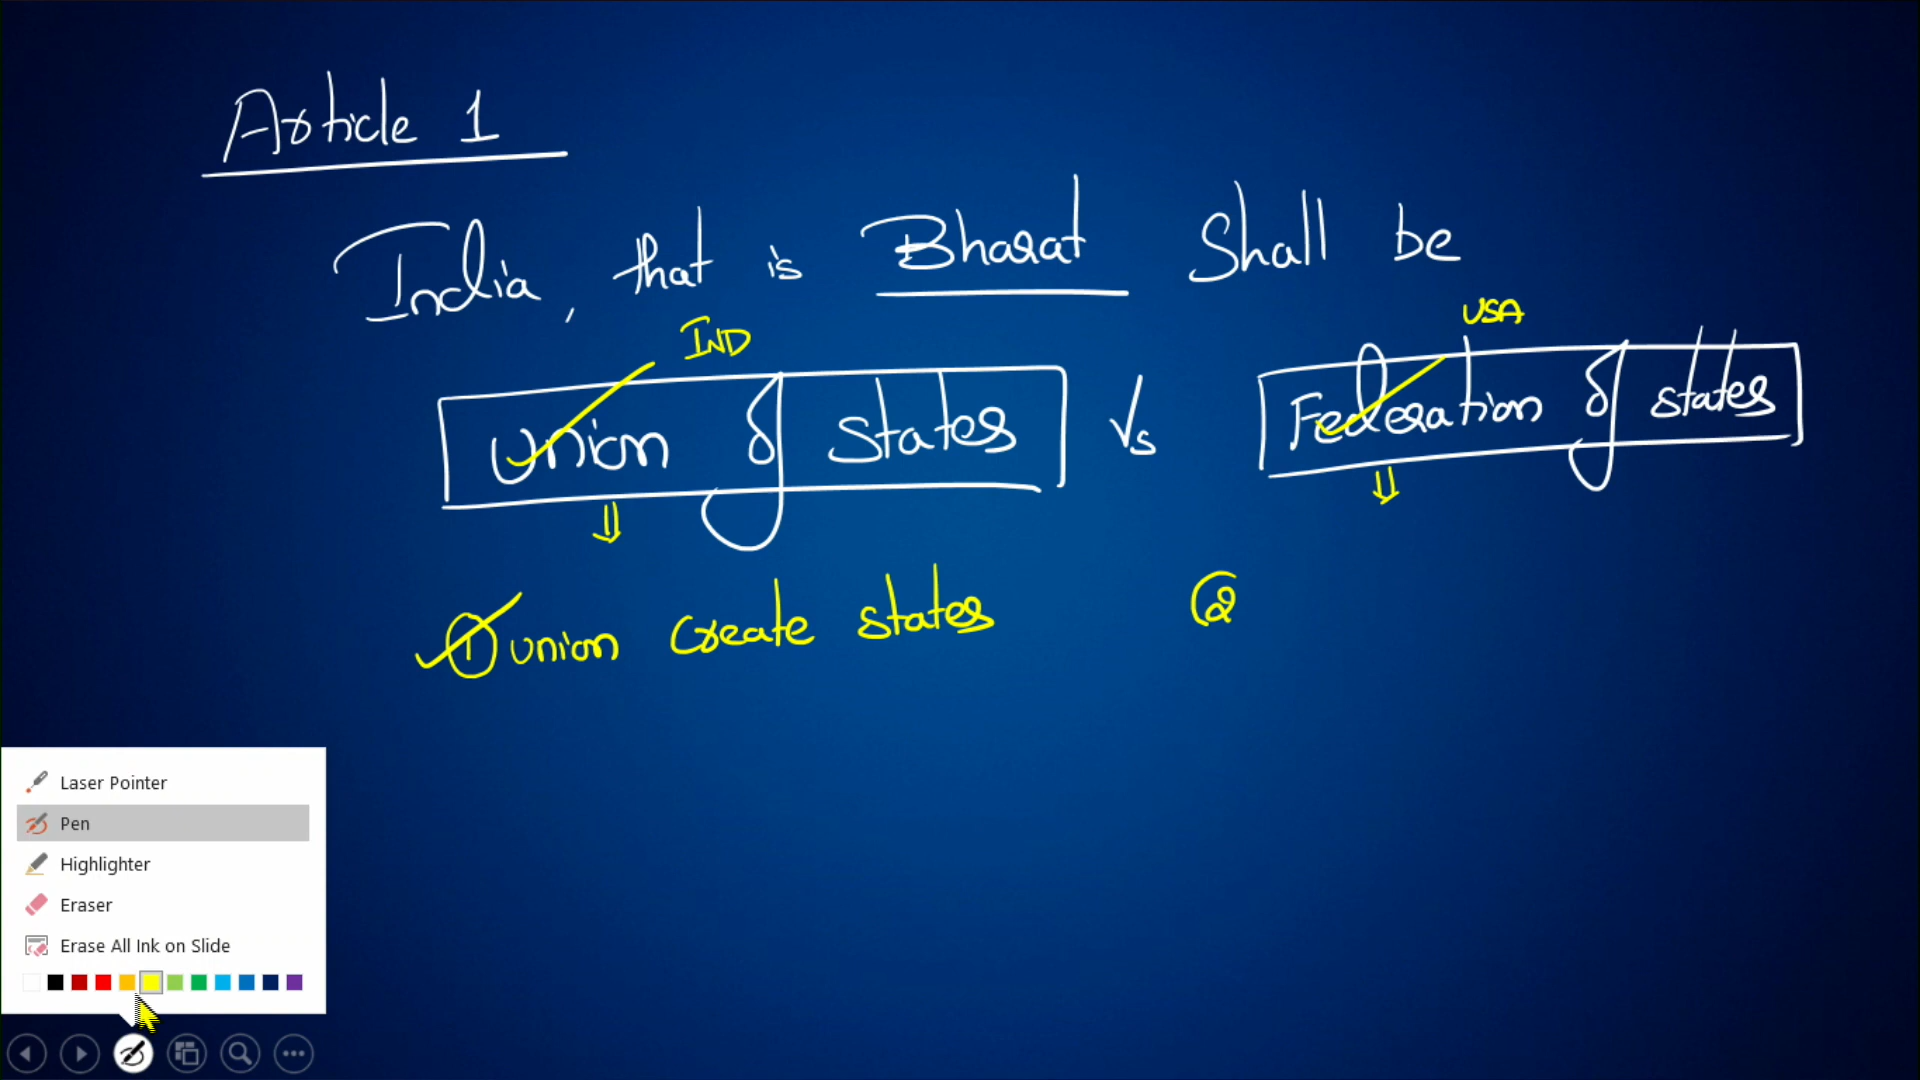 Article 1
India, that is Bharat Shall be
IND
USA
Union of states Vs Federation of states
① union create states
②
Laser Pointer
Pen
Highlighter
Eraser
Erase All Ink on Slide